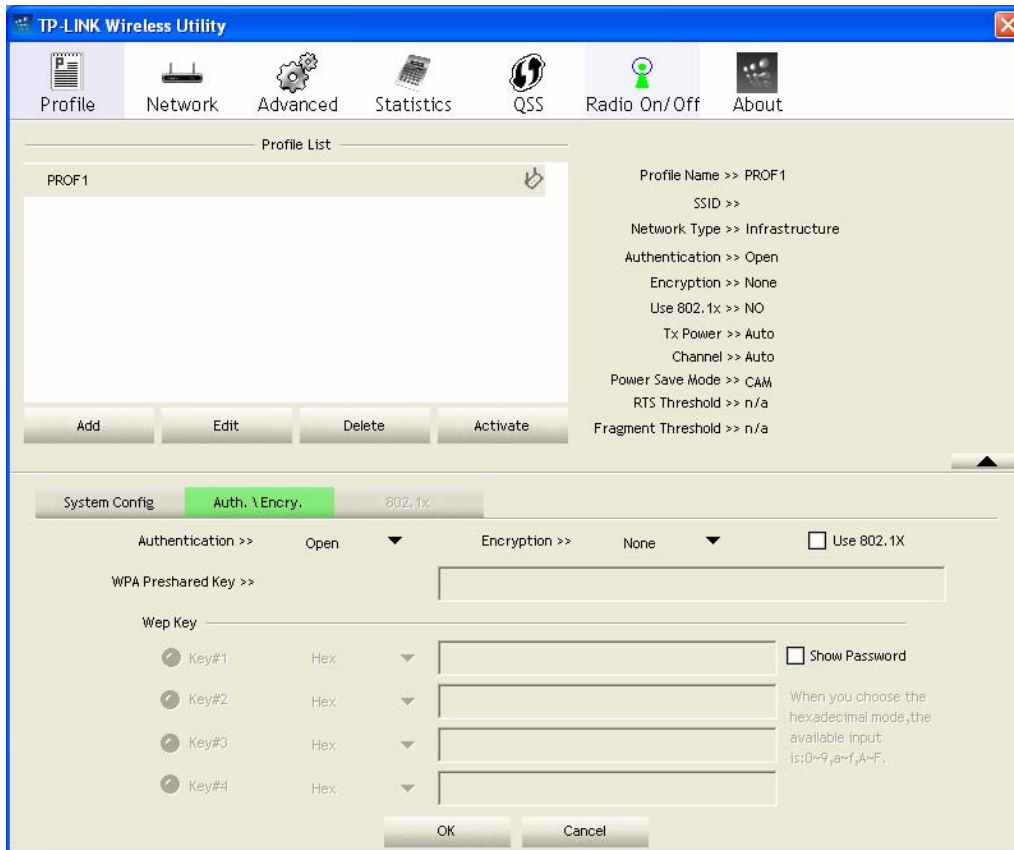 TP-LINK Wireless Utility
Profile Network Advanced Statistics QSS Radio On/Off About
Profile List
PROF1
Add Edit Delete Activate
Profile Name >> PROF1
SSID >>
Network Type >> Infrastructure
Authentication >> Open
Encryption >> None
Use 802.1x >> NO
Tx Power >> Auto
Channel >> Auto
Power Save Mode >> CAM
RTS Threshold >> n/a
Fragment Threshold >> n/a
System Config Auth. \ Encry. 802.1x
Authentication >> Open Encryption >> None Use 802.1X
WPA Preshared Key >>
Wep Key
Key#1 Hex Show Password
Key#2 Hex
Key#3 Hex
Key#4 Hex
When you choose the
hexadecimal mode,the
available input
is:0~9,a~f,A~F.
OK Cancel